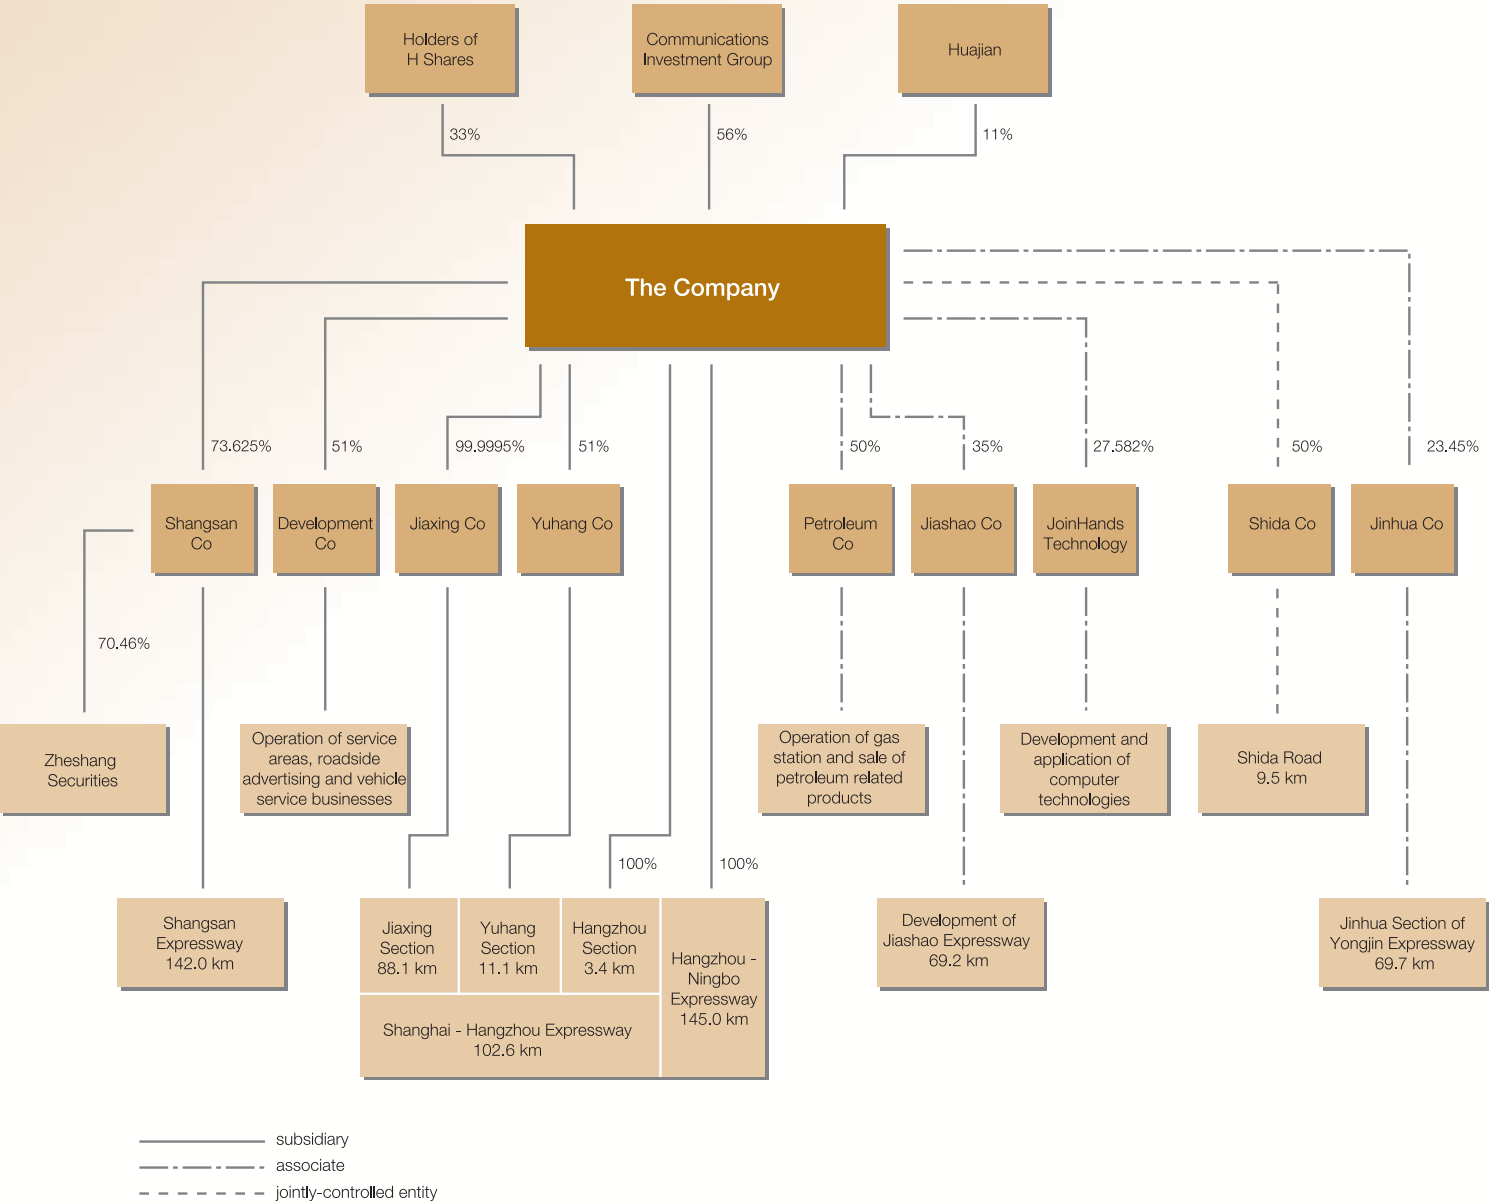 Holders of
H Shares
Communications
Investment Group
Huajian
33%
56%
11%
The Company
73.625%
51%
99.9995%
51%
50%
35%
27.582%
50%
23.45%
Shangsan
Co
Development
Co
Jiaxing Co
Yuhang Co
Petroleum
Co
Jiashao Co
JoinHands
Technology
Shida Co
Jinhua Co
70.46%
Zheshang
Securities
Operation of service
areas, roadside
advertising and vehicle
service businesses
Operation of gas
station and sale of
petroleum related
products
Development and
application of
computer
technologies
Shida Road
9.5 km
100%
100%
Shangsan
Expressway
142.0 km
Jiaxing
Section
88.1 km
Yuhang
Section
11.1 km
Hangzhou
Section
3.4 km
Hangzhou -
Ningbo
Expressway
145.0 km
Shanghai - Hangzhou Expressway
102.6 km
Development of
Jiashao Expressway
69.2 km
Jinhua Section of
Yongjin Expressway
69.7 km
subsidiary
associate
jointly-controlled entity